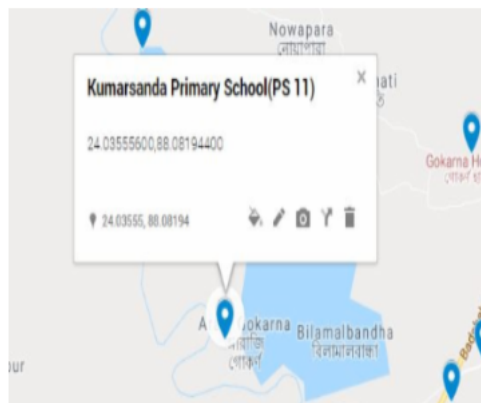 Nowapara
নোয়াপারা
Kumarsanda Primary School(PS 11)
×
ati
24.03555600,88.08194400
24.03555, 88.08194
Gokarna H
okarna
গোকর্ণ
Bilamalbandha
বিলামালবান্ধা
ur